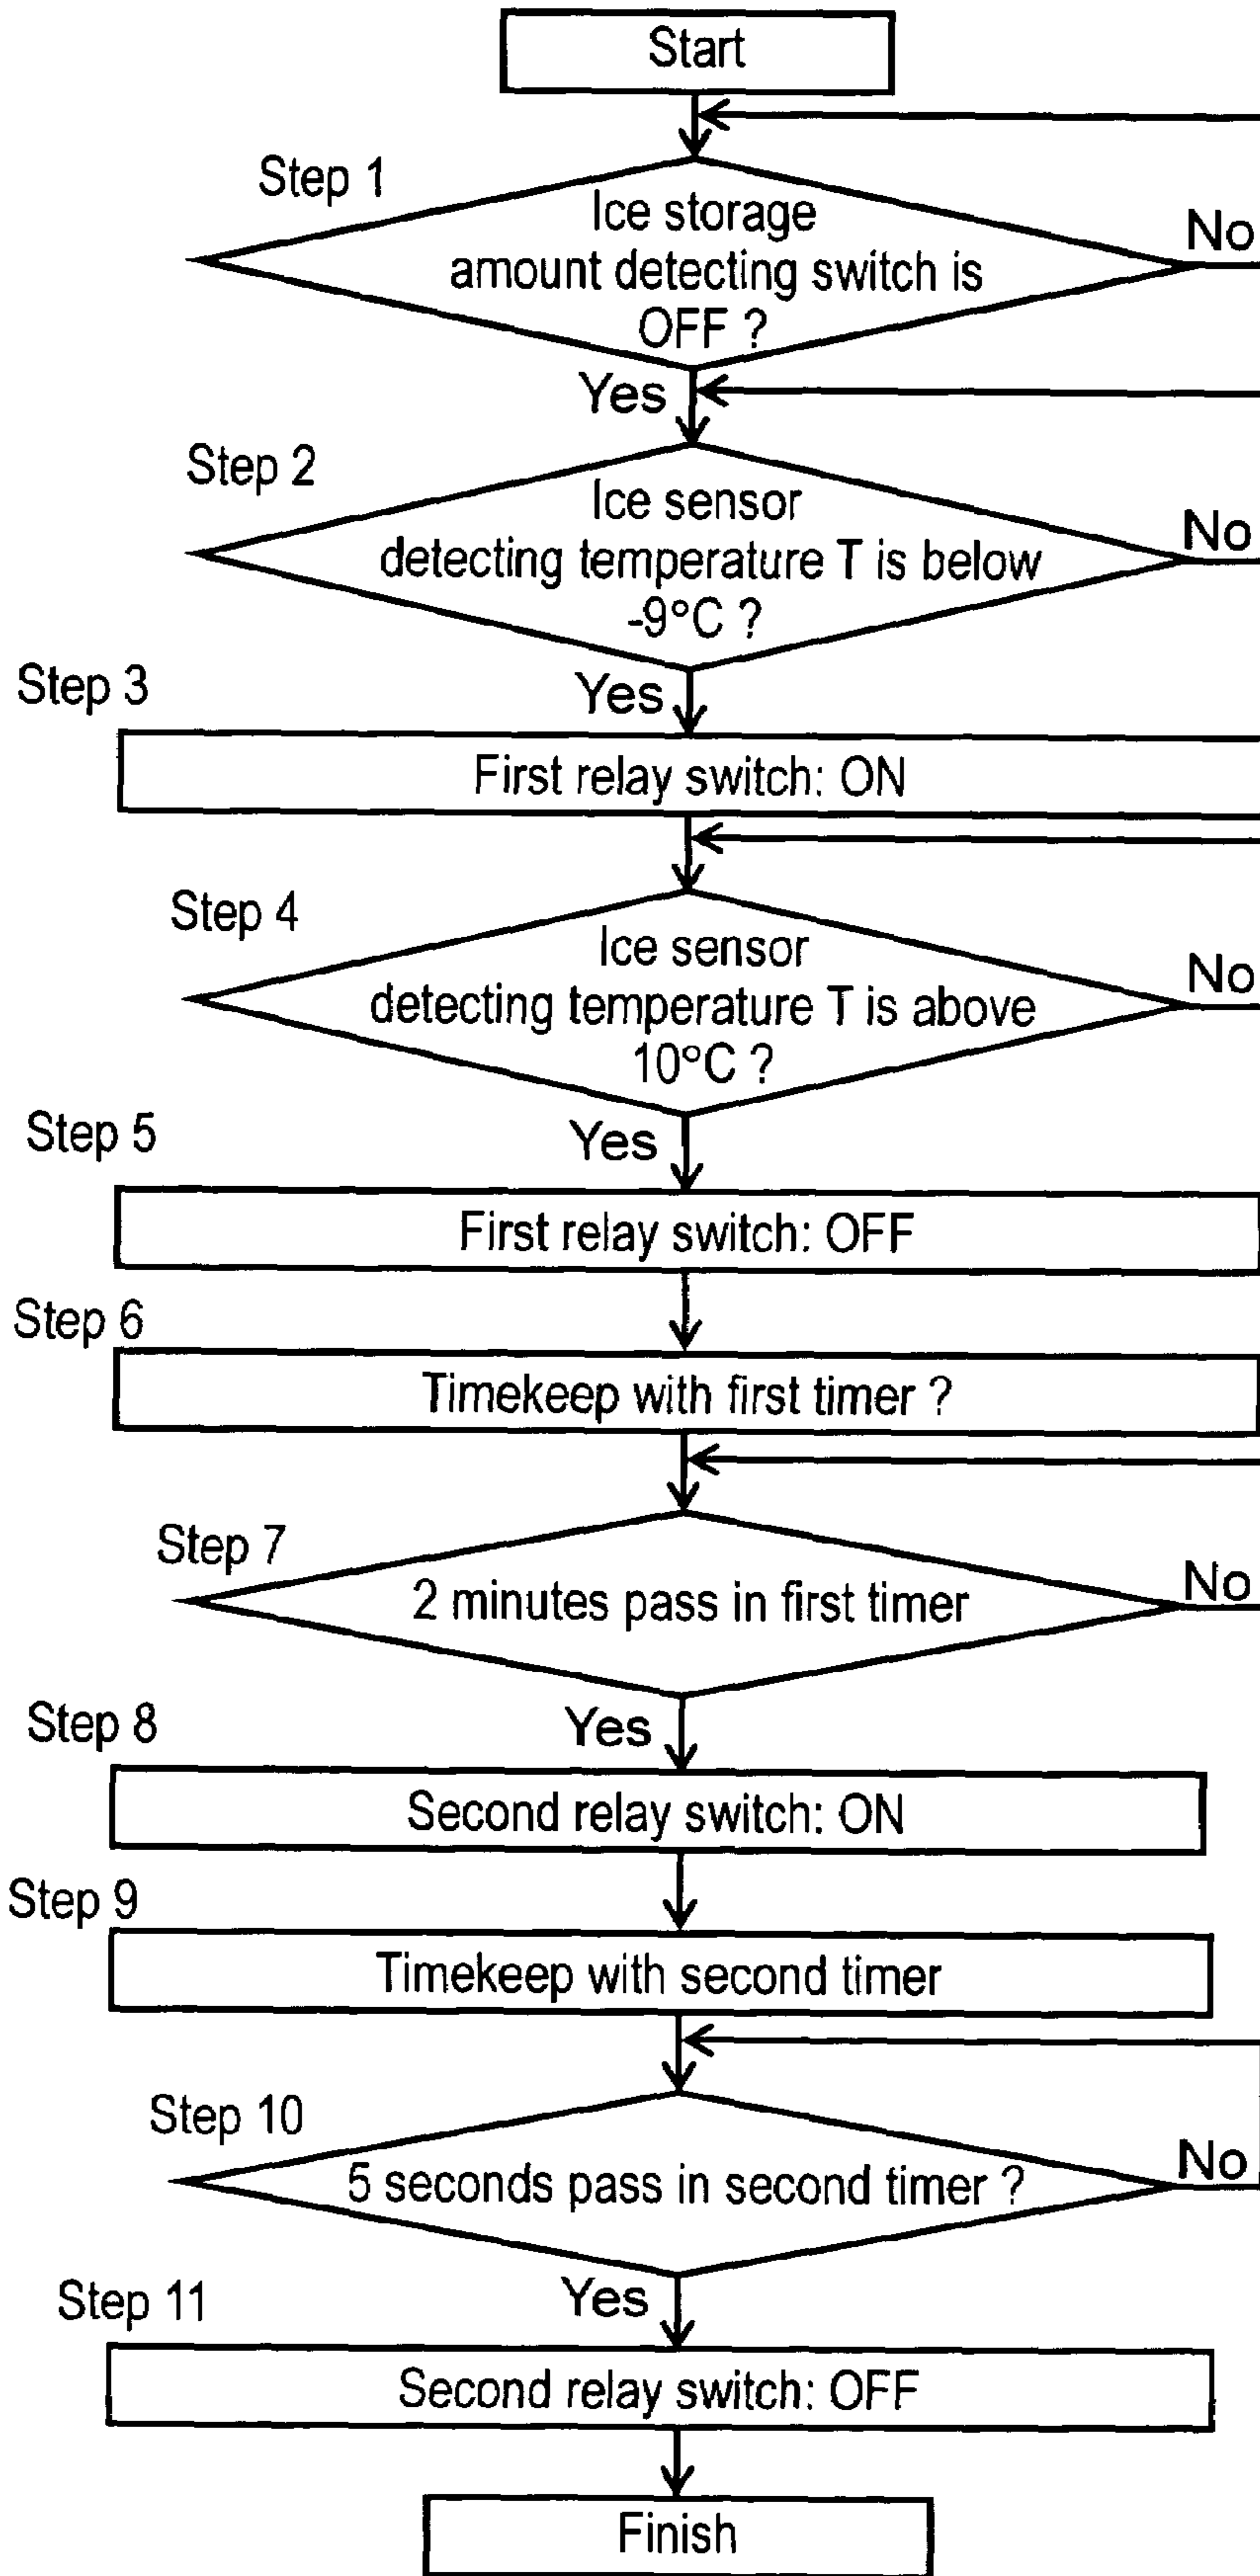 Start
Step 1
Ice storage
amount detecting switch is
OFF ?
No
Yes
Step 2
Ice sensor
detecting temperature T is below
-9°C ?
No
Yes
Step 3
First relay switch: ON
Step 4
Ice sensor
detecting temperature T is above
10°C ?
No
Yes
Step 5
First relay switch: OFF
Step 6
Timekeep with first timer ?
Step 7
2 minutes pass in first timer
No
Yes
Step 8
Second relay switch: ON
Step 9
Timekeep with second timer
Step 10
5 seconds pass in second timer ?
No
Yes
Step 11
Second relay switch: OFF
Finish